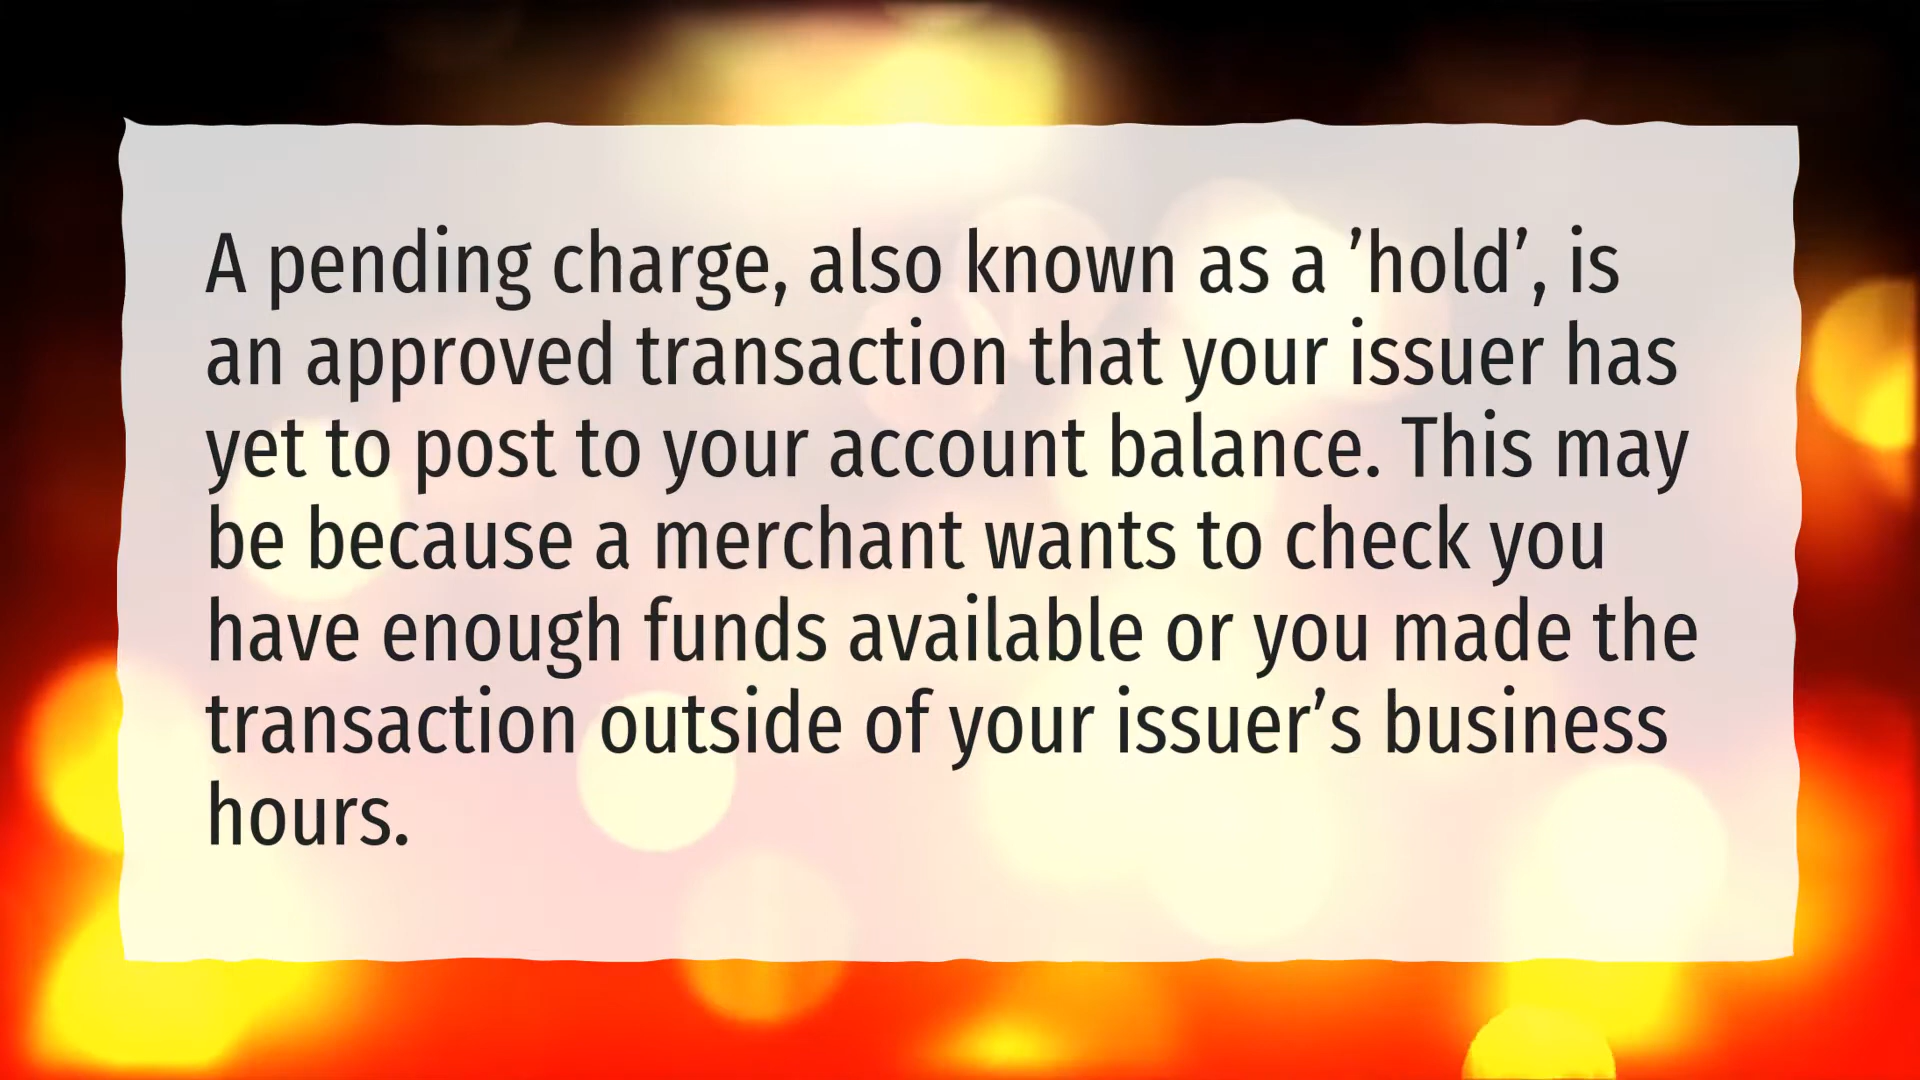 A pending charge, also known as a ’hold’, is
an approved transaction that your issuer has
yet to post to your account balance. This may
be because a merchant wants to check you
have enough funds available or you made the
transaction outside of your issuer’s business
hours.